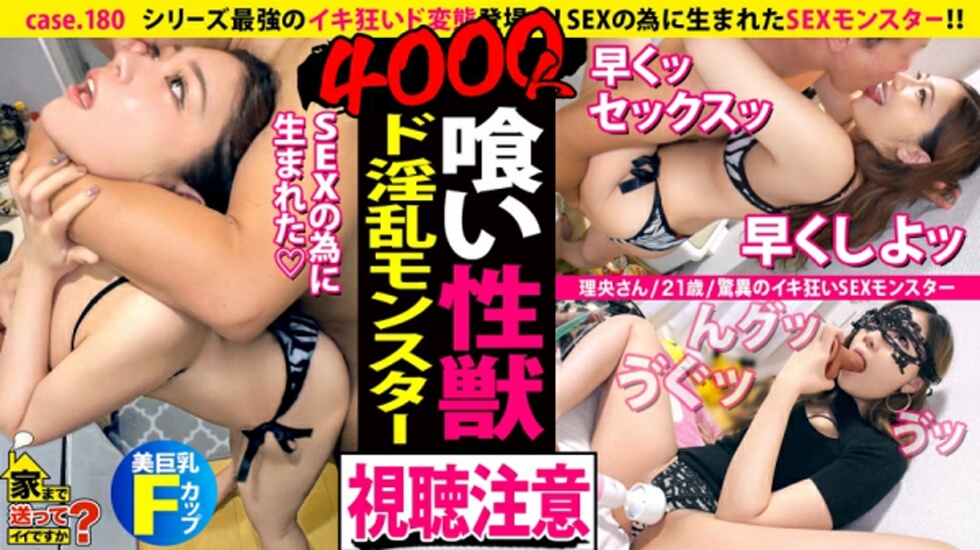 case.180 シリーズ最強のイキ狂いド変態登場 SEXの為に生まれたSEXモンスター!!
4000人
喰い性獣
ド淫乱モンスター
視聴注意
SEXの為に
生まれた♡
早くッ
セックスッ
早くしよッ
理央さん/21歳/驚異のイキ狂いSEXモンスター
んグッ
ゔぐッ
ゔッ
家まで
送って
イイですか
?
美巨乳
Fカップ